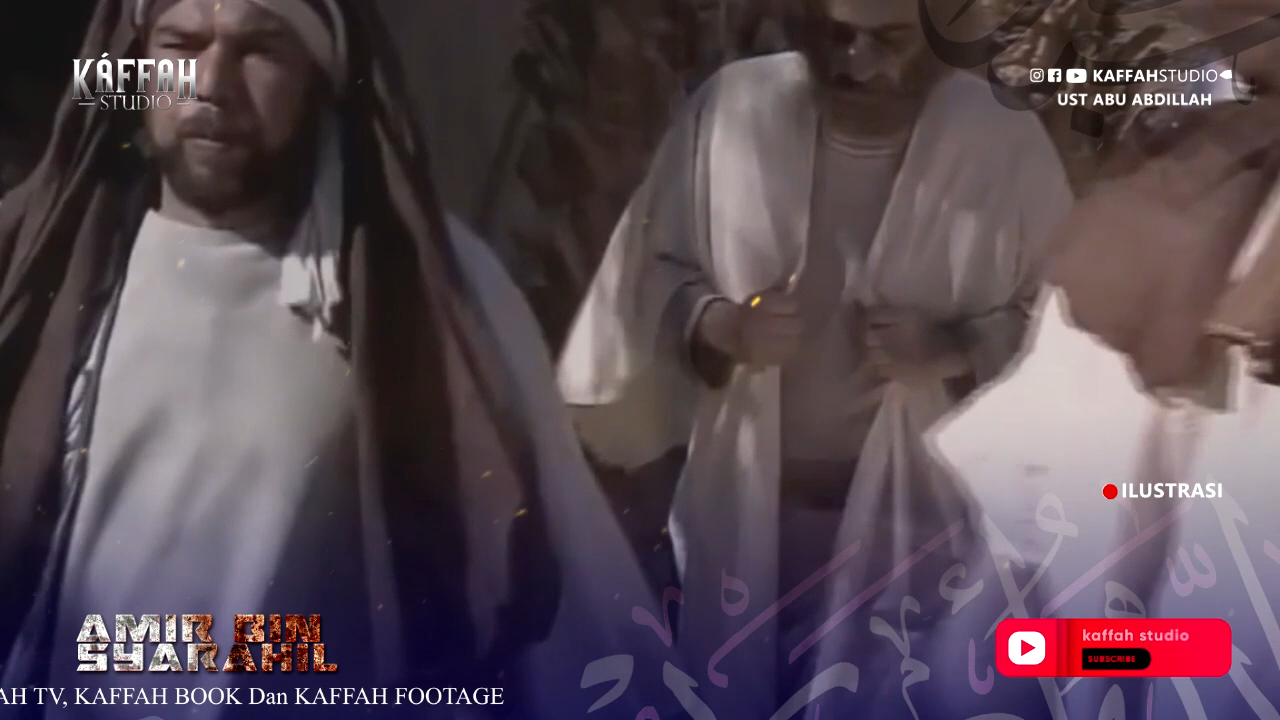 KÁFFAH
STUDIO
KAFFAHSTUDIO
UST ABU ABDILLAH
ILUSTRASI
AMIR BIN
SYARAHIL
kaffah studio
SUBSCRIBE
AH TV, KAFFAH BOOK Dan KAFFAH FOOTAGE